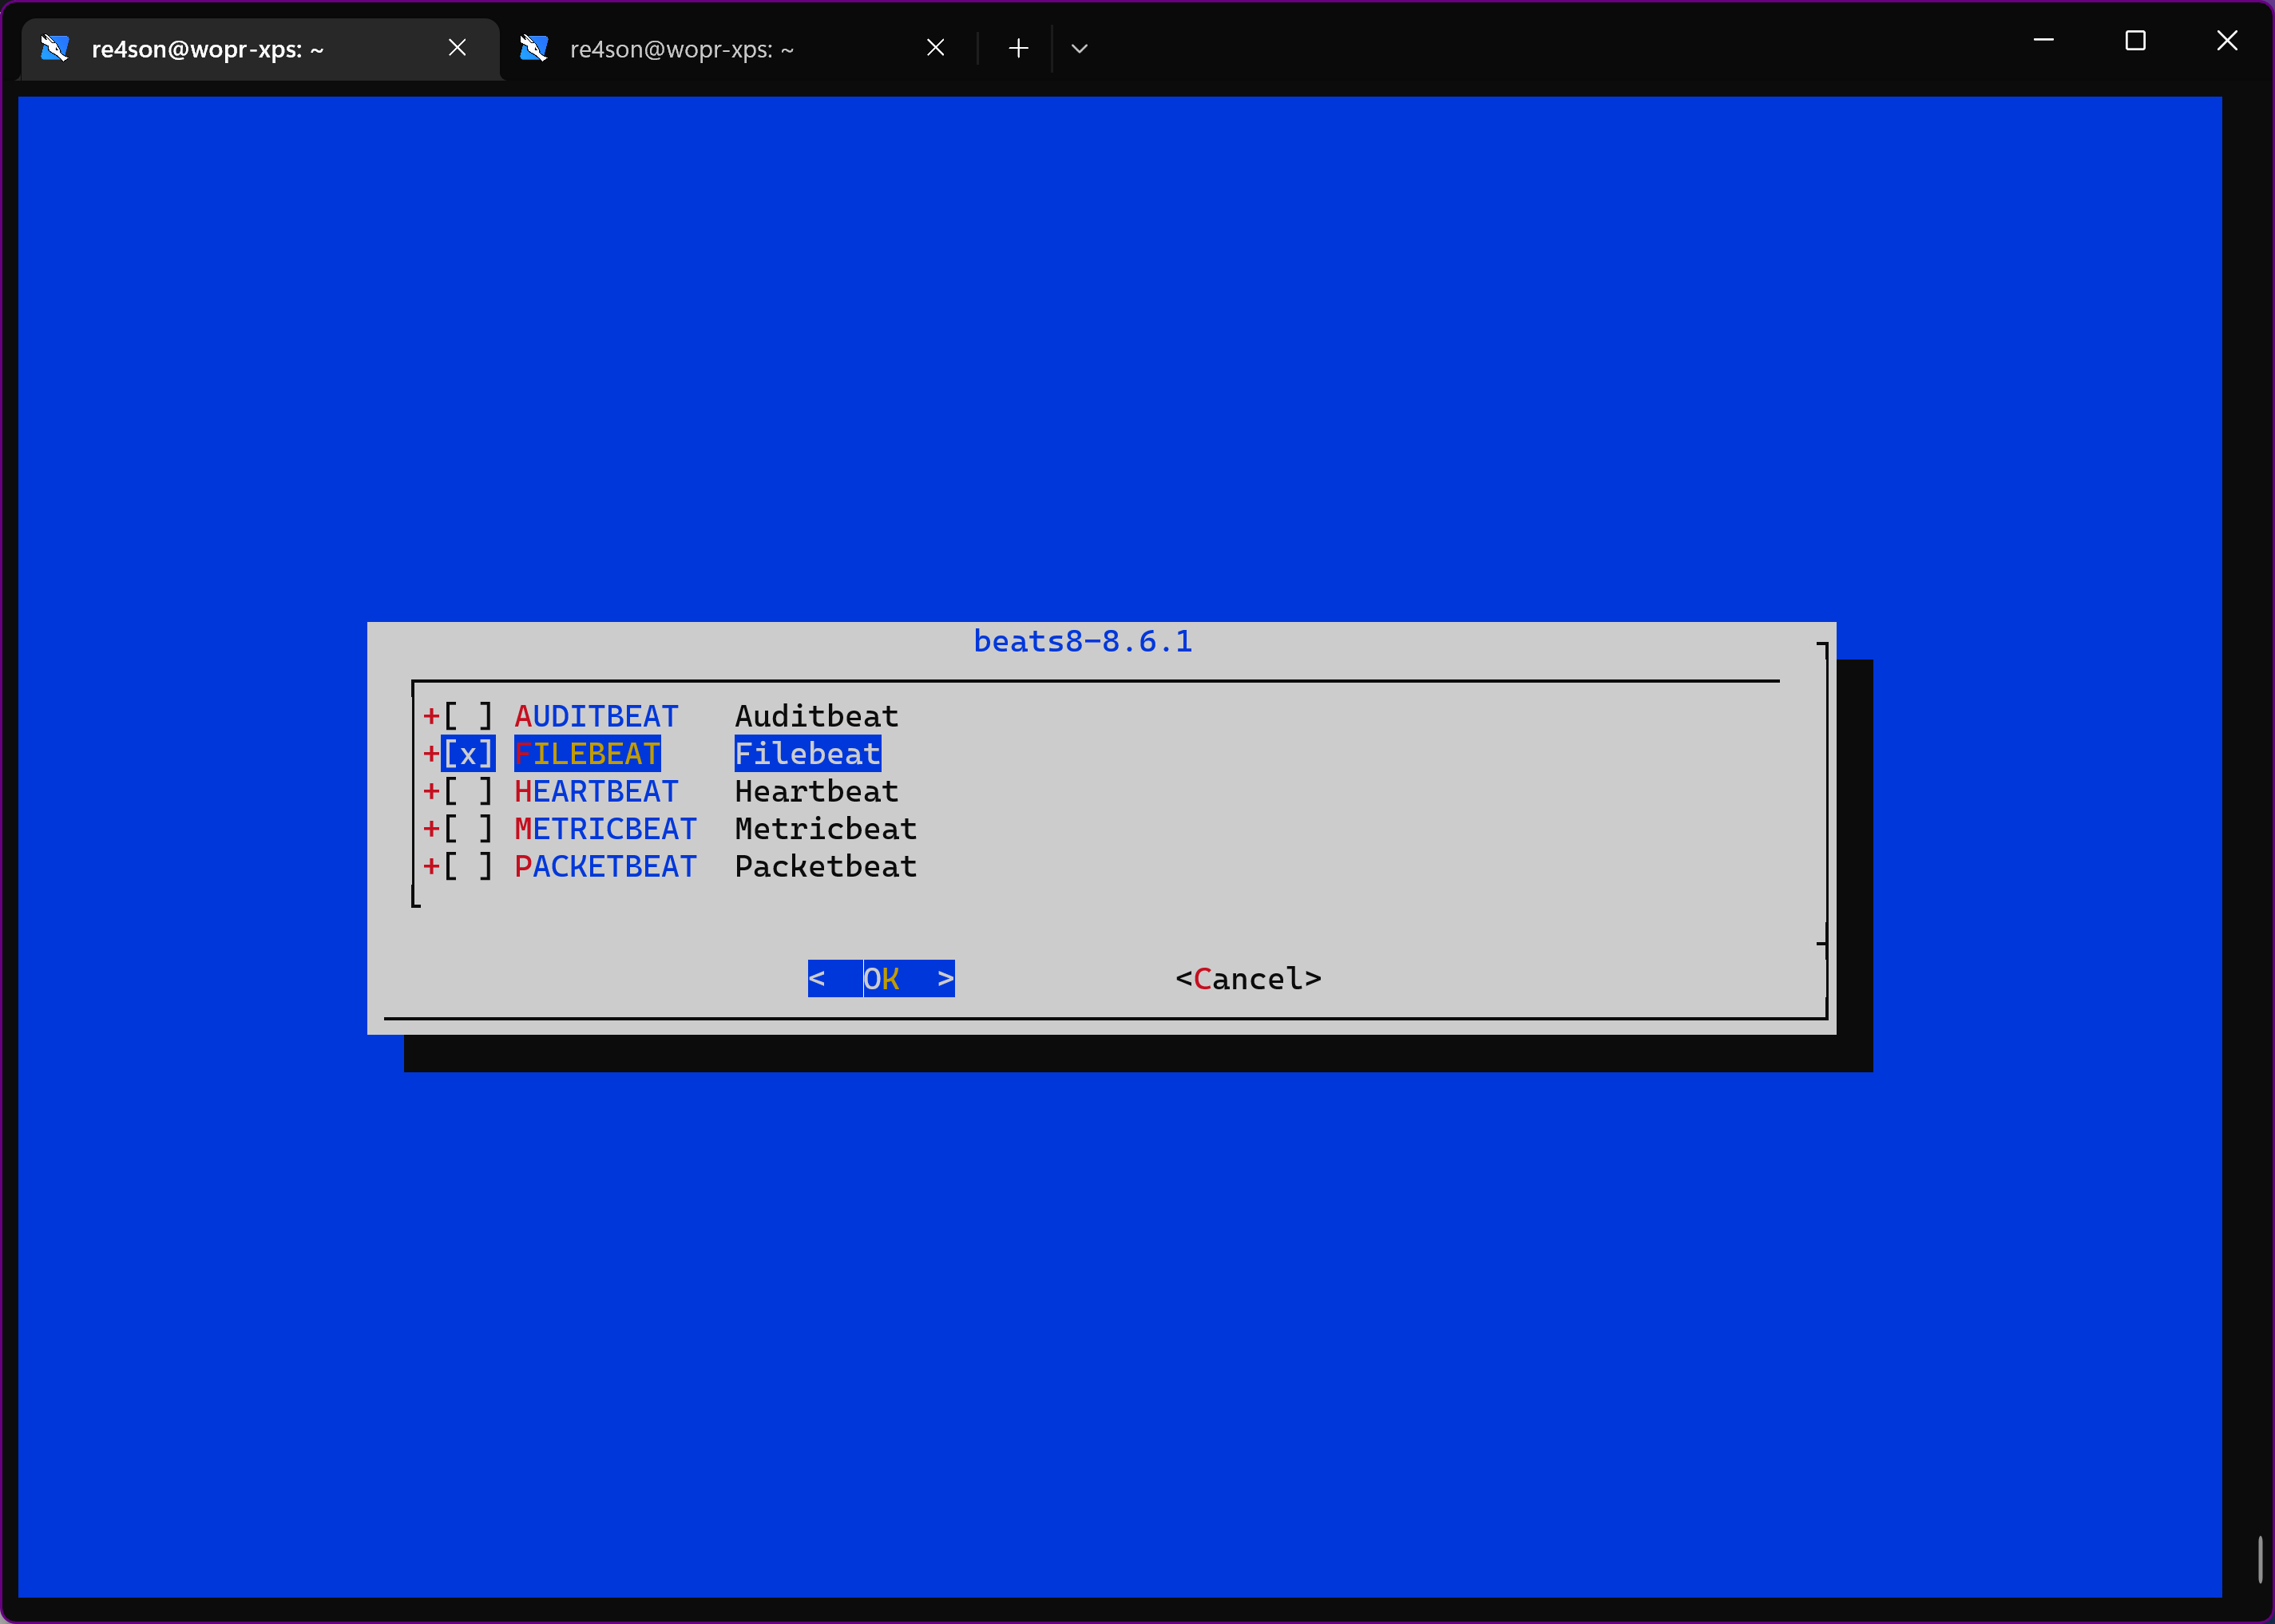 re4son@wopr-xps: ~ re4son@wopr-xps: ~
beats8-8.6.1
+[ ] AUDITBEAT Auditbeat
+[x] FILEBEAT Filebeat
+[ ] HEARTBEAT Heartbeat
+[ ] METRICBEAT Metricbeat
+[ ] PACKETBEAT Packetbeat
< OK > <Cancel>